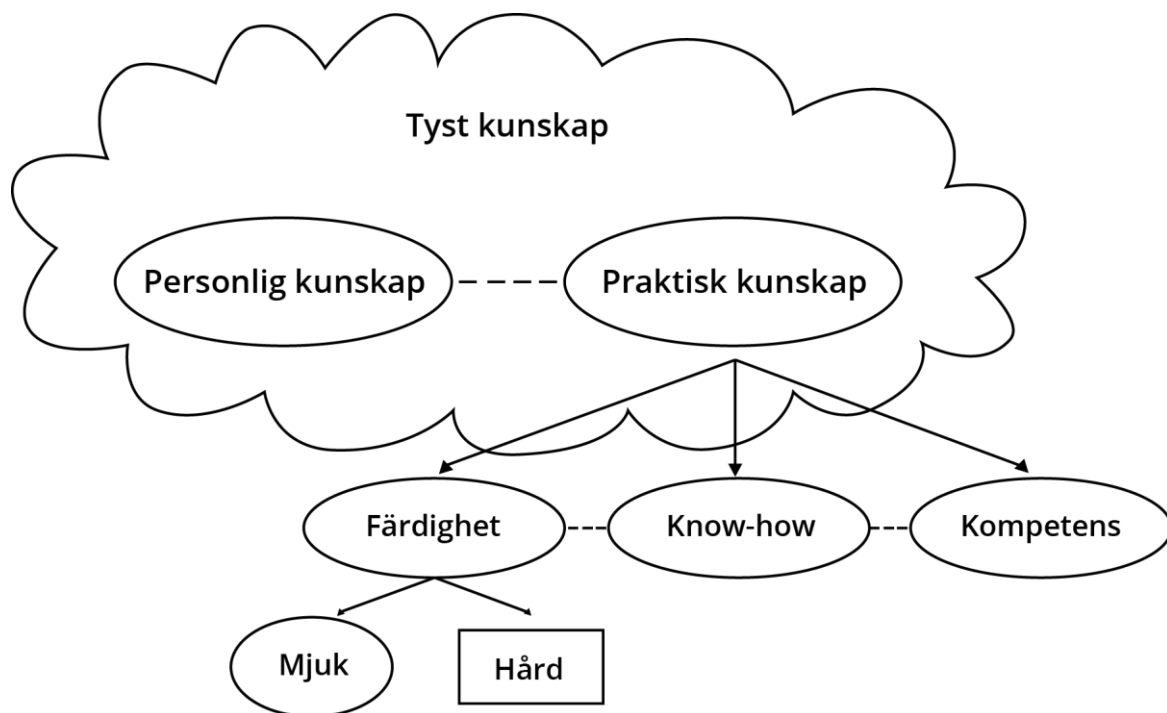 Tyst kunskap
Personlig kunskap
Praktisk kunskap
Färdighet
Know-how
Kompetens
Mjuk
Hård